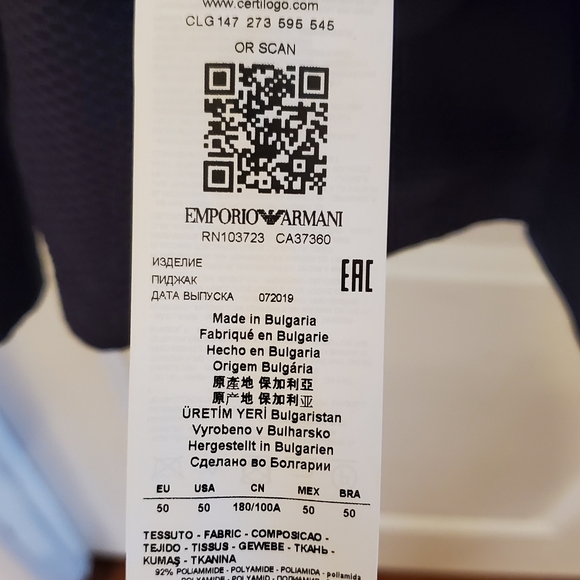 www.certilogo.com
CLG 147 273 595 545
OR SCAN
EMPORIO ARMANI
RN103723 CA37360
ИЗДЕЛИЕ
ПИДЖАК
ДАТА ВЫПУСКА 072019
EAC
Made in Bulgaria
Fabriqué en Bulgarie
Hecho en Bulgaria
Origem Bulgária
原產地 保加利亞
原产地 保加利亚
ÜRETİM YERİ Bulgaristan
Vyrobeno v Bulharsko
Hergestellt in Bulgarien
Сделано во Болгарии
EU USA CN MEX BRA
50 50 180/100A 50 50
TESSUTO - FABRIC - COMPOSICAO -
TEJIDO - TISSUS - GEWEBE - ТКАНЬ -
KUMAŞ - TKANINA
92% POLIAMMIDE - POLYAMIDE - POLIAMIDA - poliamida